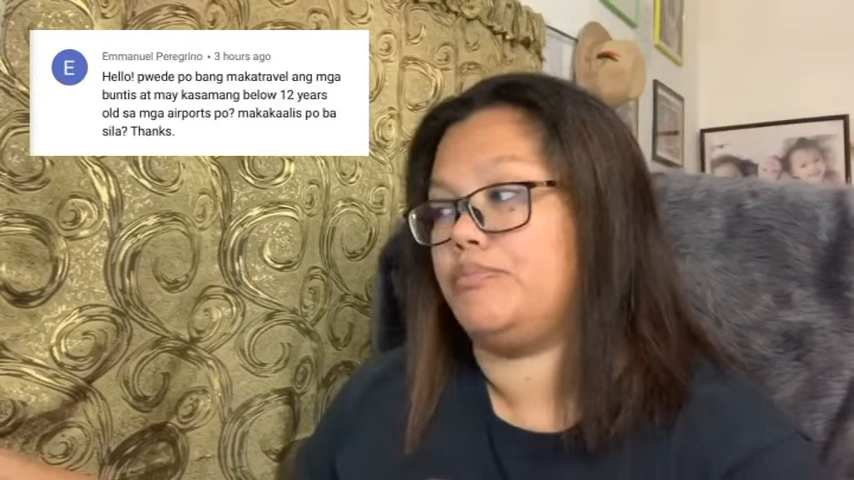 E
Emmanuel Peregrino • 3 hours ago
Hello! pwede po bang makatravel ang mga
buntis at may kasamang below 12 years
old sa mga airports po? makakaalis po ba
sila? Thanks.